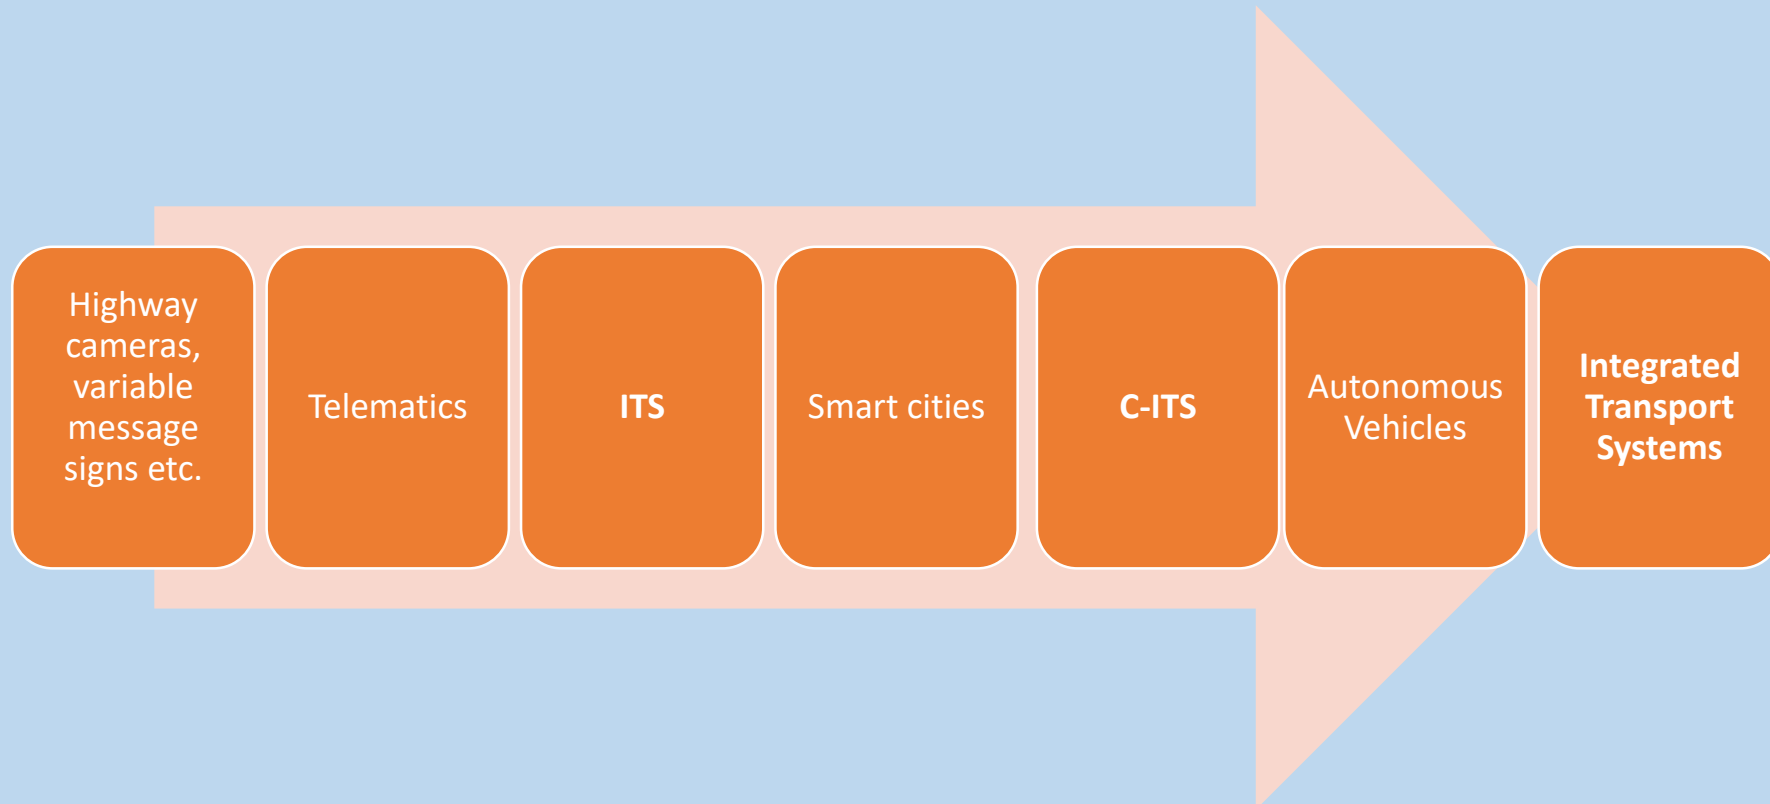 Highway
cameras,
variable
message
signs etc.
Telematics
ITS
Smart cities
C-ITS
Autonomous
Vehicles
Integrated
Transport
Systems